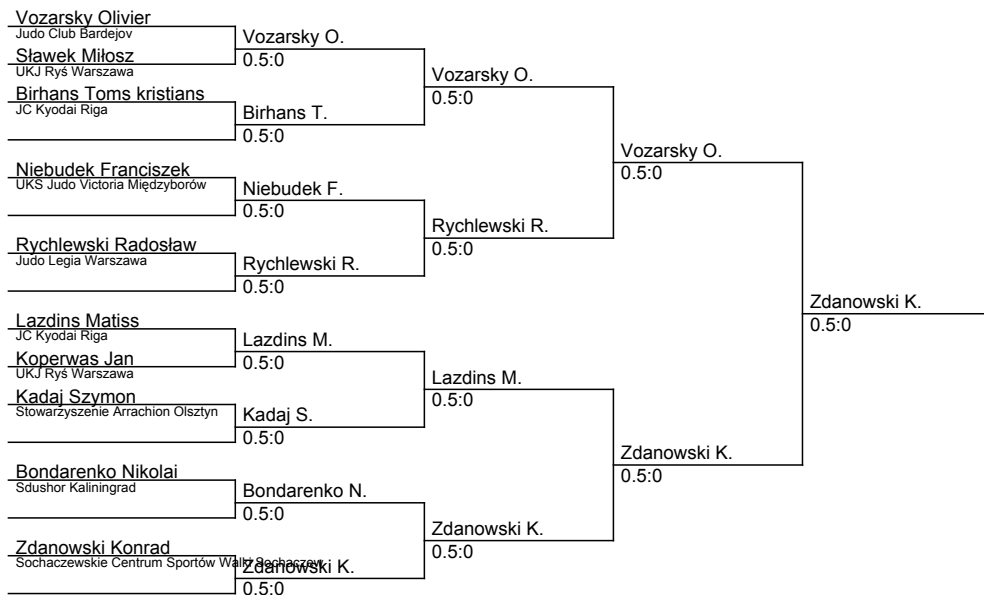 Vozarsky Olivier
Judo Club Bardejov
Sławek Miłosz
UKJ Ryś Warszawa
Birhans Toms kristians
JC Kyodai Riga
Niebudek Franciszek
UKS Judo Victoria Międzyborów
Rychlewski Radosław
Judo Legia Warszawa
Lazdins Matiss
JC Kyodai Riga
Koperwas Jan
UKJ Ryś Warszawa
Kadaj Szymon
Stowarzyszenie Arrachion Olsztyn
Bondarenko Nikolai
Sdushor Kaliningrad
Zdanowski Konrad
Sochaczewskie Centrum Sportów Walki Sochaczew
Vozarsky O.
0.5:0
Birhans T.
0.5:0
Niebudek F.
0.5:0
Rychlewski R.
0.5:0
Lazdins M.
0.5:0
Kadaj S.
0.5:0
Bondarenko N.
0.5:0
Zdanowski K.
0.5:0
Vozarsky O.
0.5:0
Rychlewski R.
0.5:0
Lazdins M.
0.5:0
Zdanowski K.
0.5:0
Vozarsky O.
0.5:0
Zdanowski K.
0.5:0
Zdanowski K.
0.5:0